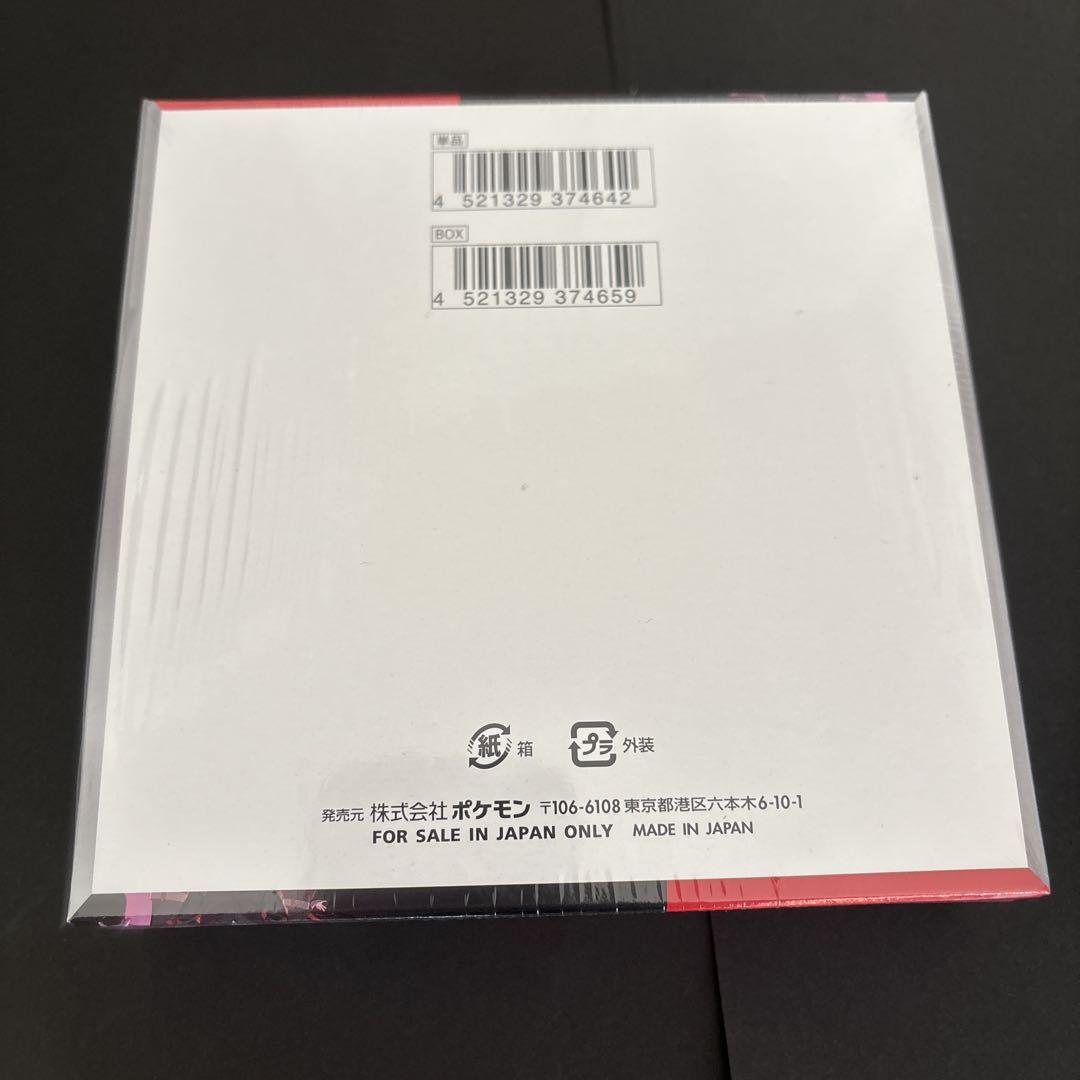 単品
4 521329 374642
BOX
4 521329 374659
紙 箱 プラ 外装
発売元 株式会社 ポケモン 〒106-6108 東京都港区六本木6-10-1
FOR SALE IN JAPAN ONLY MADE IN JAPAN